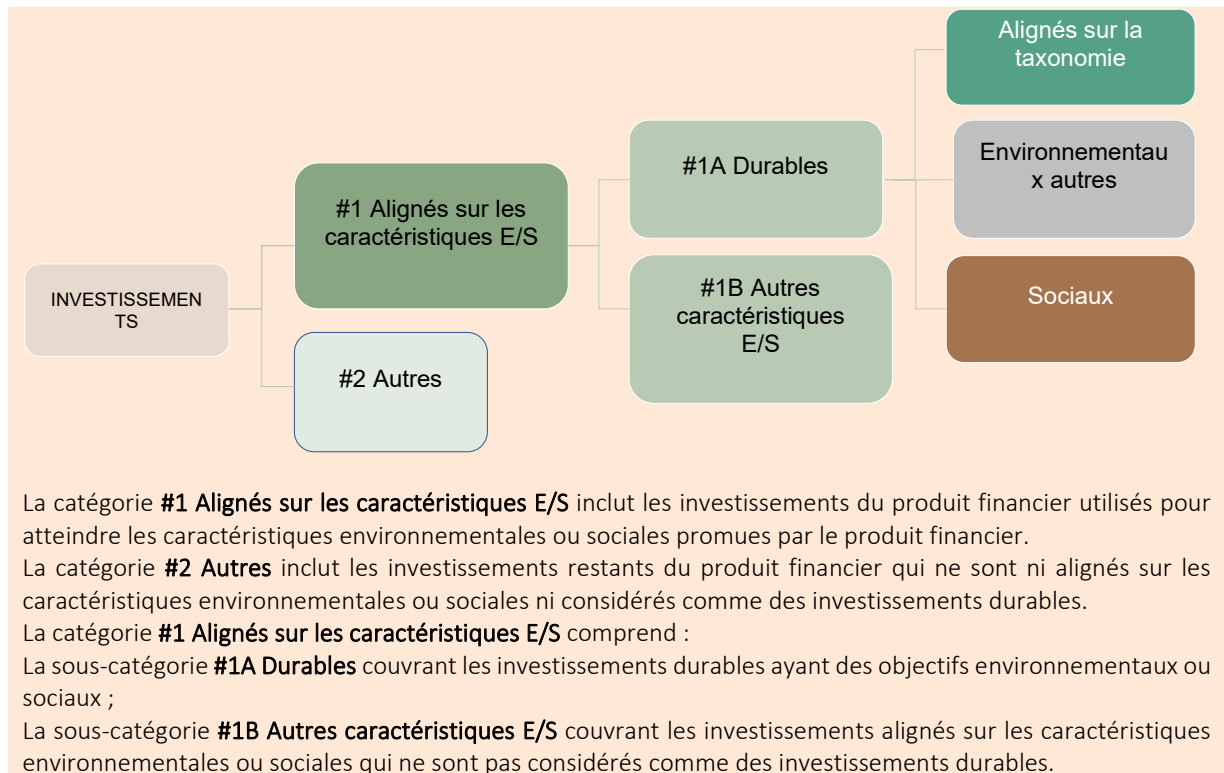 INVESTISSEMEN
TS
#1 Alignés sur les
caractéristiques E/S
#2 Autres
#1A Durables
#1B Autres
caractéristiques
E/S
Alignés sur la
taxonomie
Environnementau
x autres
Sociaux
La catégorie #1 Alignés sur les caractéristiques E/S inclut les investissements du produit financier utilisés pour
atteindre les caractéristiques environnementales ou sociales promues par le produit financier.
La catégorie #2 Autres inclut les investissements restants du produit financier qui ne sont ni alignés sur les
caractéristiques environnementales ou sociales ni considérés comme des investissements durables.
La catégorie #1 Alignés sur les caractéristiques E/S comprend :
La sous-catégorie #1A Durables couvrant les investissements durables ayant des objectifs environnementaux ou
sociaux ;
La sous-catégorie #1B Autres caractéristiques E/S couvrant les investissements alignés sur les caractéristiques
environnementales ou sociales qui ne sont pas considérés comme des investissements durables.